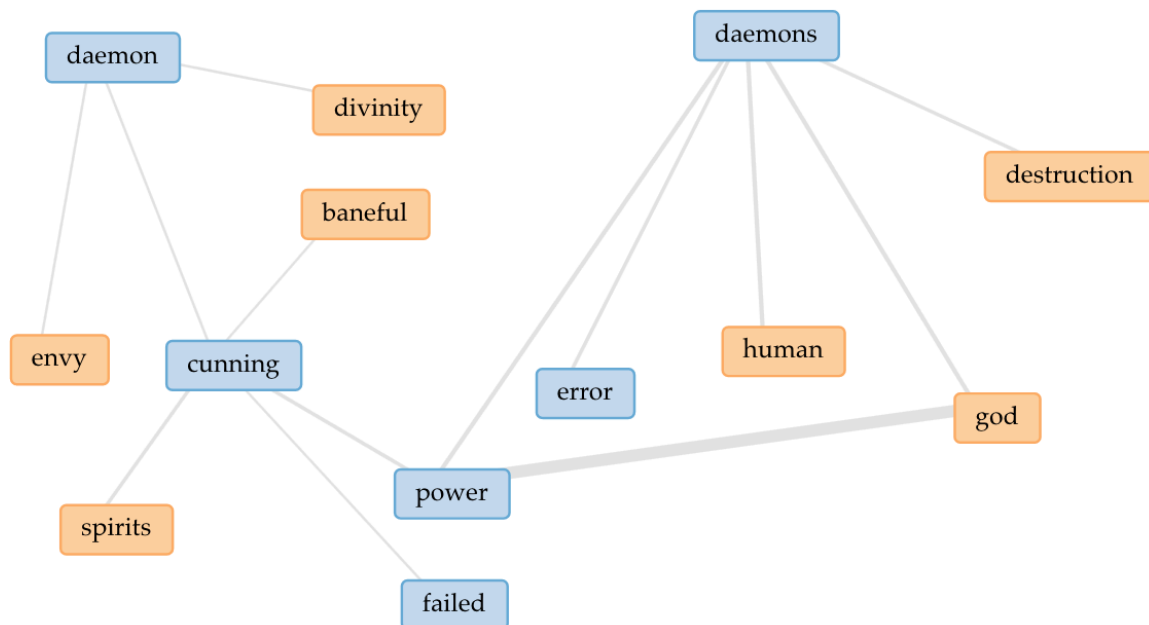 daemons
daemon
divinity
destruction
baneful
human
envy
cunning
error
god
power
spirits
failed